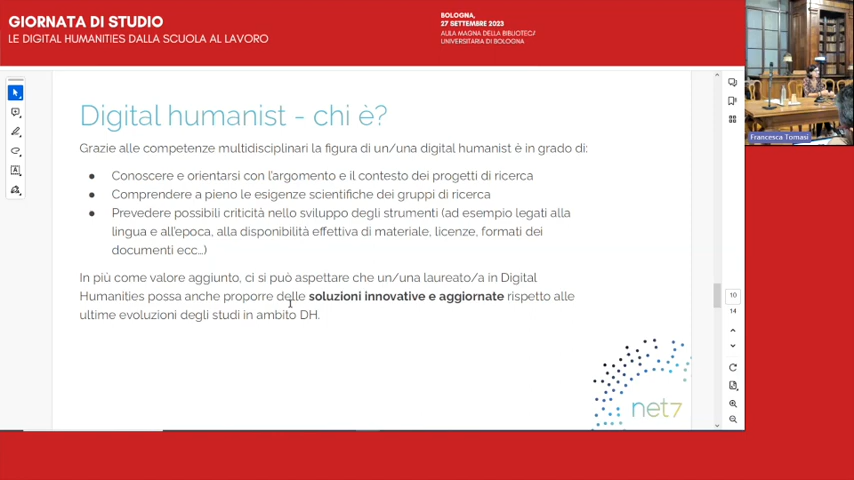 GIORNATA DI STUDIO
LE DIGITAL HUMANITIES DALLA SCUOLA AL LAVORO
BOLOGNA,
27 SETTEMBRE 2023
AULA MAGNA DELLA BIBLIOTECA
UNIVERSITARIA DI BOLOGNA
Francesca Tomasi
Digital humanist - chi è?
Grazie alle competenze multidisciplinari la figura di un/una digital humanist è in grado di:
● Conoscere e orientarsi con l'argomento e il contesto dei progetti di ricerca
● Comprendere a pieno le esigenze scientifiche dei gruppi di ricerca
● Prevedere possibili criticità nello sviluppo degli strumenti (ad esempio legati alla
lingua e all'epoca, alla disponibilità effettiva di materiale, licenze, formati dei
documenti ecc...)
In più come valore aggiunto, ci si può aspettare che un/una laureato/a in Digital
Humanities possa anche proporre delle soluzioni innovative e aggiornate rispetto alle
ultime evoluzioni degli studi in ambito DH.
10
14
net7